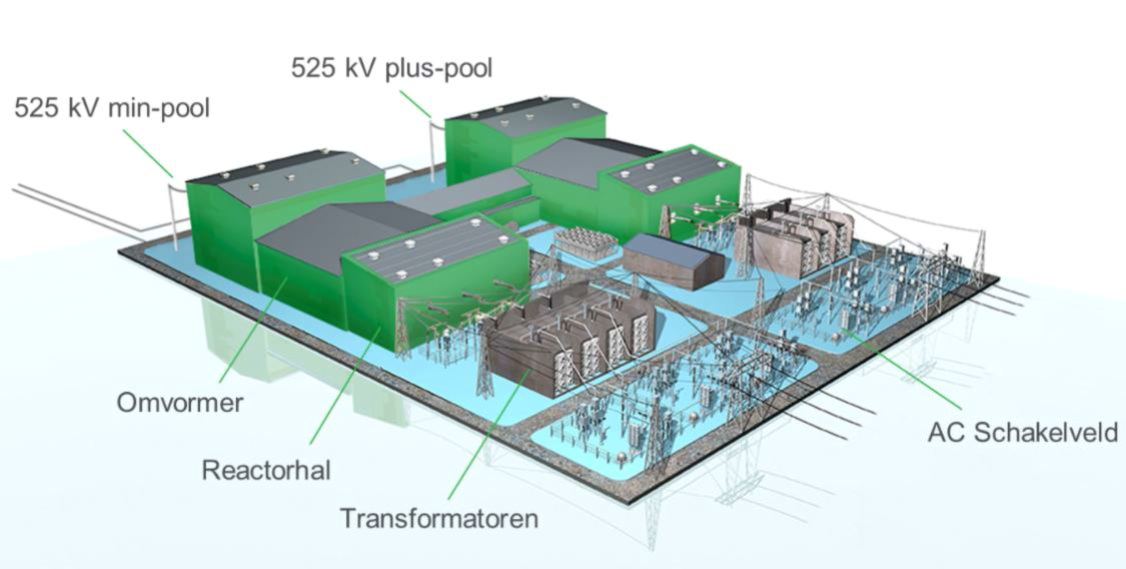 525 kV plus-pool
525 kV min-pool
Omvormer
Reactorhal
Transformatoren
AC Schakelveld